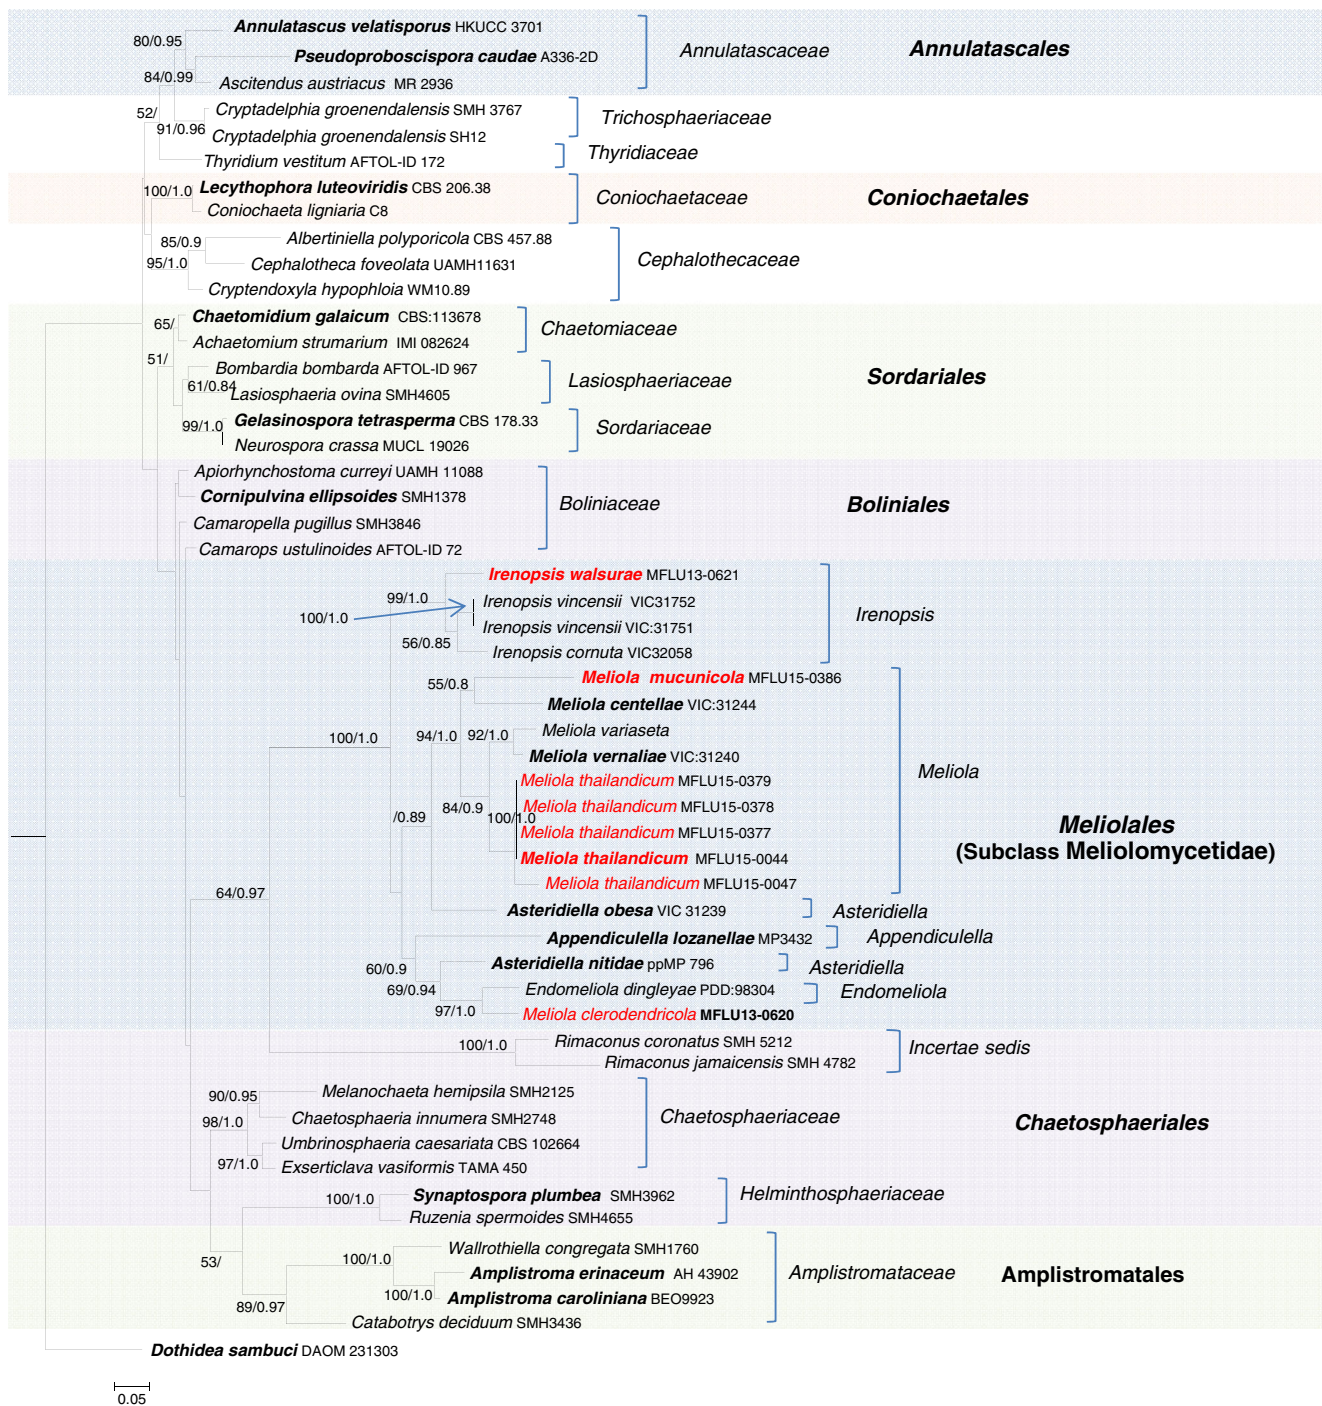 Annulatascus velatisporus HKUCC 3701
80/0.95
Pseudoproboscispora caudae A336-2D
Annulatascaceae
Annulatascales
84/0.99
Ascitendus austriacus MR 2936
Cryptadelphia groenendalensis SMH 3767
52/
Trichosphaeriaceae
91/0.96
Cryptadelphia groenendalensis SH12
Thyridium vestitum AFTOL-ID 172
Thyridiaceae
100/1.0
Lecythophora luteoviridis CBS 206.38
Coniochaetaceae
Coniochaetales
Coniochaeta ligniaria C8
85/0.9
Albertiniella polyporicola CBS 457.88
95/1.0
Cephalotheca foveolata UAMH11631
Cephalothecaceae
Cryptendoxyla hypophloia WM10.89
65/
Chaetomidium galaicum CBS:113678
Chaetomiaceae
Achaetomium strumarium IMI 082624
51/
Bombardia bombarda AFTOL-ID 967
Lasiosphaeriaceae
Sordariales
61/0.84
Lasiosphaeria ovina SMH4605
99/1.0
Gelasinospora tetrasperma CBS 178.33
Sordariaceae
Neurospora crassa MUCL 19026
Apiorhynchostoma curreyi UAMH 11088
Cornipulvina ellipsoides SMH1378
Boliniaceae
Boliniales
Camaropella pugillus SMH3846
Camarops ustulinoides AFTOL-ID 72
Irenopsis walsurae MFLU13-0621
99/1.0
Irenopsis vincensii VIC31752
Irenopsis
100/1.0
Irenopsis vincensii VIC:31751
56/0.85
Irenopsis cornuta VIC32058
55/0.8
Meliola mucunicola MFLU15-0386
Meliola centellae VIC:31244
100/1.0
94/1.0
92/1.0
Meliola variaseta
Meliola vernaliae VIC:31240
Meliola
Meliola thailandicum MFLU15-0379
84/0.9
Meliola thailandicum MFLU15-0378
/0.89
100/1.0
Meliola thailandicum MFLU15-0377
Meliolales
(Subclass Meliolomycetidae)
Meliola thailandicum MFLU15-0044
64/0.97
Meliola thailandicum MFLU15-0047
Asteridiella obesa VIC 31239
Asteridiella
Appendiculella lozanellae MP3432
Appendiculella
60/0.9
Asteridiella nitidae ppMP 796
Asteridiella
69/0.94
Endomeliola dingleyae PDD:98304
Endomeliola
97/1.0
Meliola clerodendricola MFLU13-0620
100/1.0
Rimaconus coronatus SMH 5212
Incertae sedis
Rimaconus jamaicensis SMH 4782
90/0.95
Melanochaeta hemipsila SMH2125
98/1.0
Chaetosphaeria innumera SMH2748
Chaetosphaeriaceae
Chaetosphaeriales
Umbrinosphaeria caesariata CBS 102664
97/1.0
Exserticlava vasiformis TAMA 450
100/1.0
Synaptospora plumbea SMH3962
Helminthosphaeriaceae
Ruzenia spermoides SMH4655
53/
100/1.0
Wallrothiella congregata SMH1760
Amplistroma erinaceum AH 43902
Amplistromataceae
Amplistromatales
100/1.0
Amplistroma caroliniana BEO9923
89/0.97
Catabotrys deciduum SMH3436
Dothidea sambuci DAOM 231303
0.05